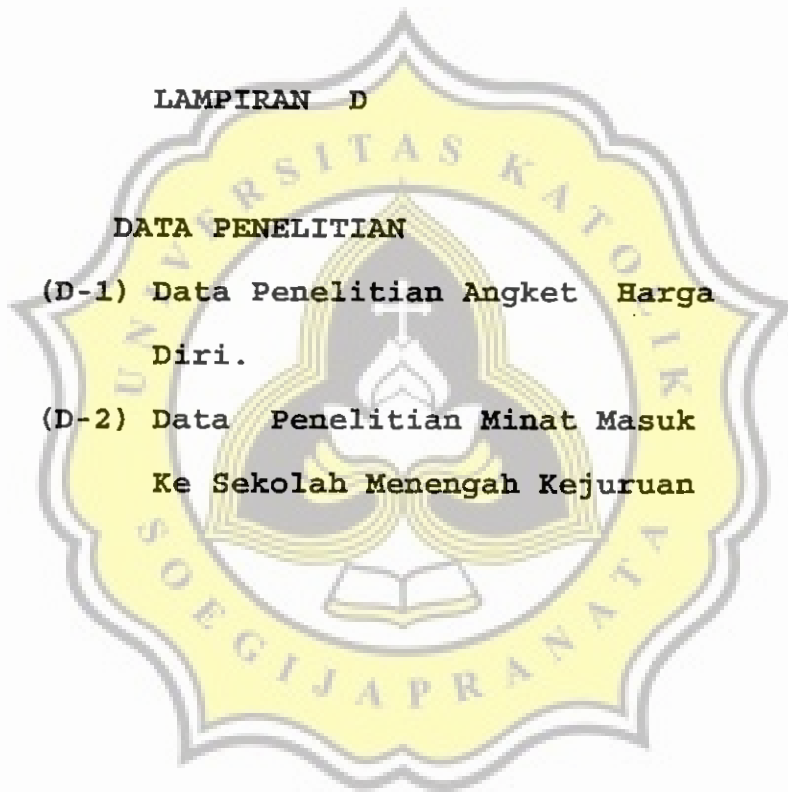 LAMPIRAN D
DATA PENELITIAN
(D-1) Data Penelitian Angket Harga
Diri.
(D-2) Data Penelitian Minat Masuk
Ke Sekolah Menengah Kejuruan
UNIVERSITAS KATOLIK
SOEGIJAPRANATA